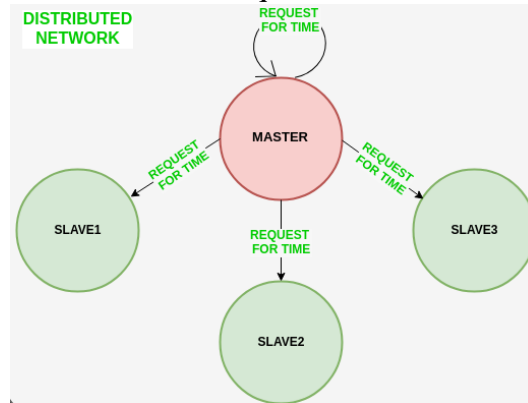 DISTRIBUTED
NETWORK
REQUEST
FOR TIME
MASTER
REQUEST
FOR TIME
REQUEST
FOR TIME
SLAVE1
REQUEST
FOR TIME
SLAVE3
SLAVE2